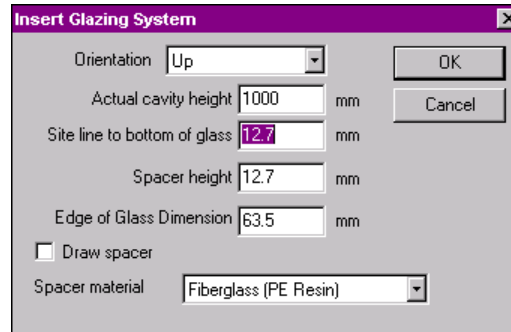 Insert Glazing System
Orientation Up OK
Actual cavity height 1000 mm Cancel
Site line to bottom of glass 12.7 mm
Spacer height 12.7 mm
Edge of Glass Dimension 63.5 mm
Draw spacer
Spacer material Fiberglass (PE Resin)